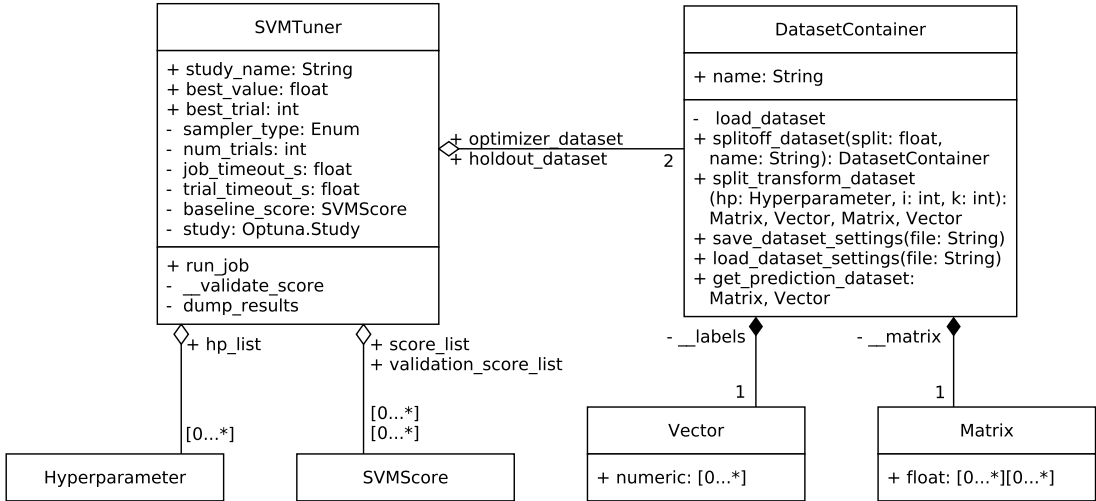 SVMTuner
+ study_name: String
+ best_value: float
+ best_trial: int
- sampler_type: Enum
- num_trials: int
- job_timeout_s: float
- trial_timeout_s: float
- baseline_score: SVMScore
- study: Optuna.Study
+ run_job
- __validate_score
- dump_results
+ optimizer_dataset
+ holdout_dataset
2
DatasetContainer
+ name: String
- load_dataset
+ splitoff_dataset(split: float,
name: String): DatasetContainer
+ split_transform_dataset
(hp: Hyperparameter, i: int, k: int):
Matrix, Vector, Matrix, Vector
+ save_dataset_settings(file: String)
+ load_dataset_settings(file: String)
+ get_prediction_dataset:
Matrix, Vector
+ hp_list
[0...*]
Hyperparameter
+ score_list
+ validation_score_list
[0...*]
[0...*]
SVMScore
- __labels
1
Vector
+ numeric: [0...*]
- __matrix
1
Matrix
+ float: [0...*][0...*]